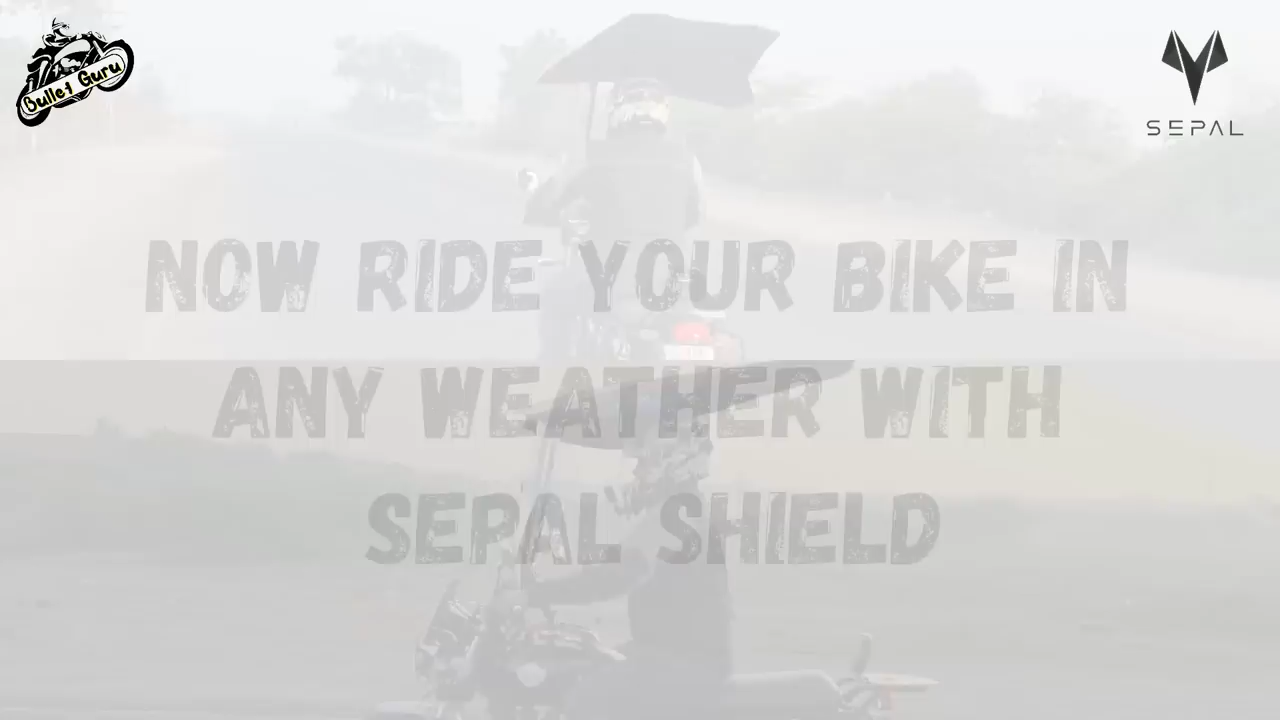 Bullet Guru
SEPAL
NOW RIDE YOUR BIKE IN
ANY WEATHER WITH
SEPAL SHIELD